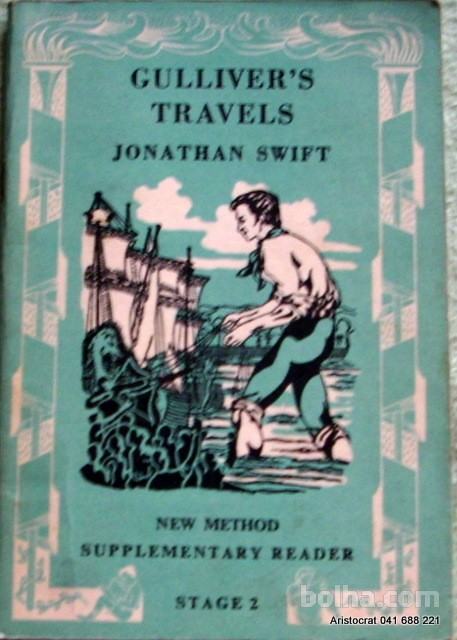 GULLIVER'S
TRAVELS
JONATHAN SWIFT
NEW METHOD
SUPPLEMENTARY READER
STAGE 2
bolha.com
Aristocrat 041 688 221